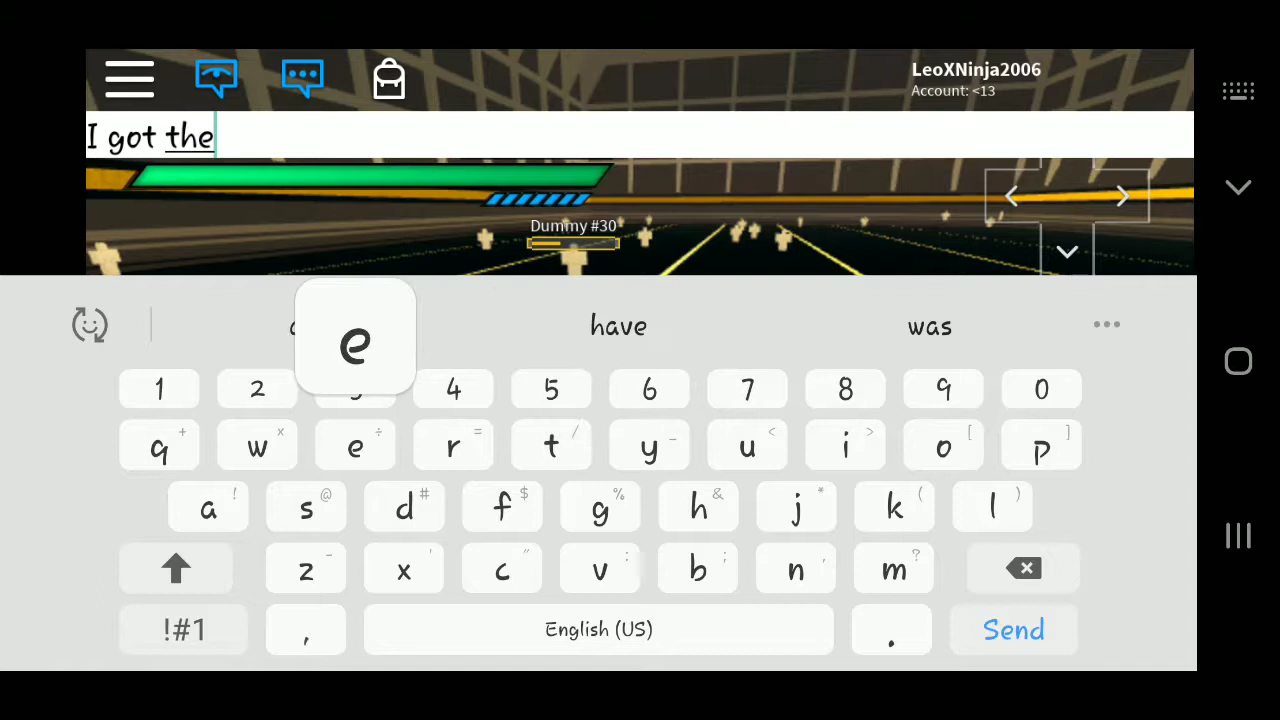 LeoXNinja2006
Account: <13
I got the
Dummy #30
e
have was
1 2 4 5 6 7 8 9 0
q + w × e ÷ r = t / y _ u < i > o [ p ]
a ! s @ d # f $ g % h & j * k ( l )
z - x ' c " v : b ; n , m ?
!#1 , English (US) . Send